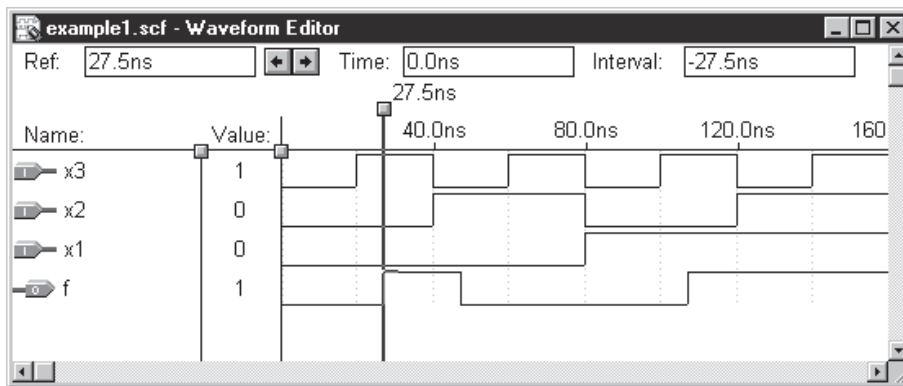 example1.scf - Waveform Editor
Ref: 27.5ns Time: 0.0ns Interval: -27.5ns
27.5ns
Name: Value: 40.0ns 80.0ns 120.0ns 160
x3 1
x2 0
x1 0
f 1